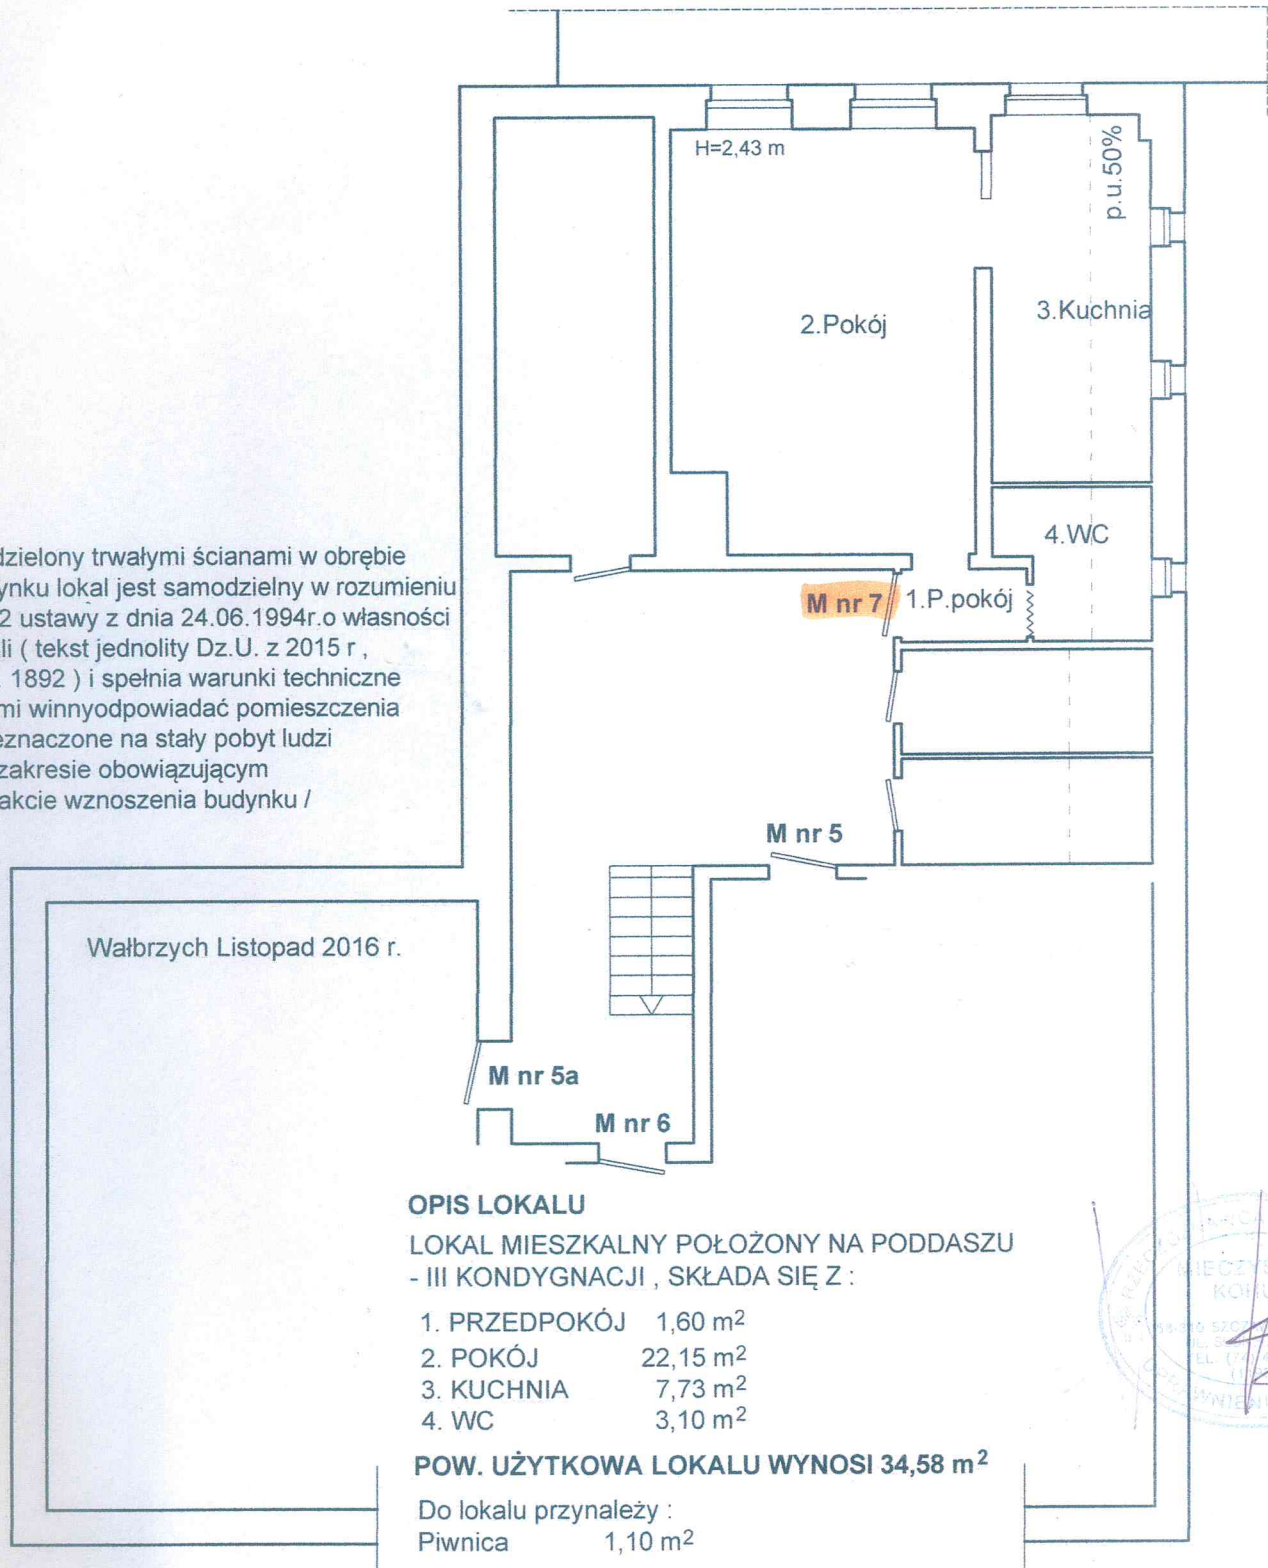 H=2,43 m
p.u.50%
2.Pokój
3.Kuchnia
4.WC
M nr 7
1.P.pokój
dzielony trwałymi ścianami w obrębie
ynku lokal jest samodzielny w rozumieniu
2 ustawy z dnia 24.06.1994r.o własności
li ( tekst jednolity Dz.U. z 2015 r ,
1892 ) i spełnia warunki techniczne
mi winnyodpowiadać pomieszczenia
eznaczone na stały pobyt ludzi
zakresie obowiązującym
akcie wznoszenia budynku /
M nr 5
Wałbrzych Listopad 2016 r.
M nr 5a
M nr 6
OPIS LOKALU
LOKAL MIESZKALNY POŁOŻONY NA PODDASZU
- III KONDYGNACJI , SKŁADA SIĘ Z :
1. PRZEDPOKÓJ 1,60 m²
2. POKÓJ 22,15 m²
3. KUCHNIA 7,73 m²
4. WC 3,10 m²
POW. UŻYTKOWA LOKALU WYNOSI 34,58 m²
Do lokalu przynależy :
Piwnica 1,10 m²